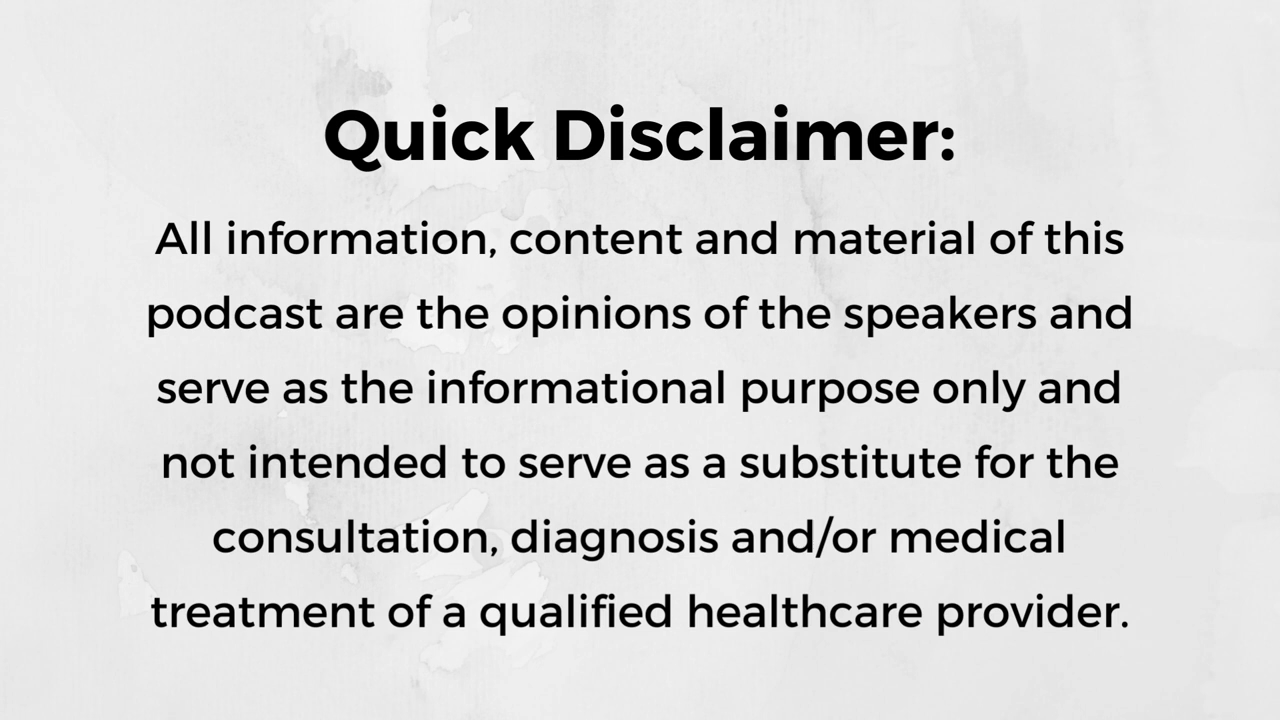 Quick Disclaimer:
All information, content and material of this
podcast are the opinions of the speakers and
serve as the informational purpose only and
not intended to serve as a substitute for the
consultation, diagnosis and/or medical
treatment of a qualified healthcare provider.